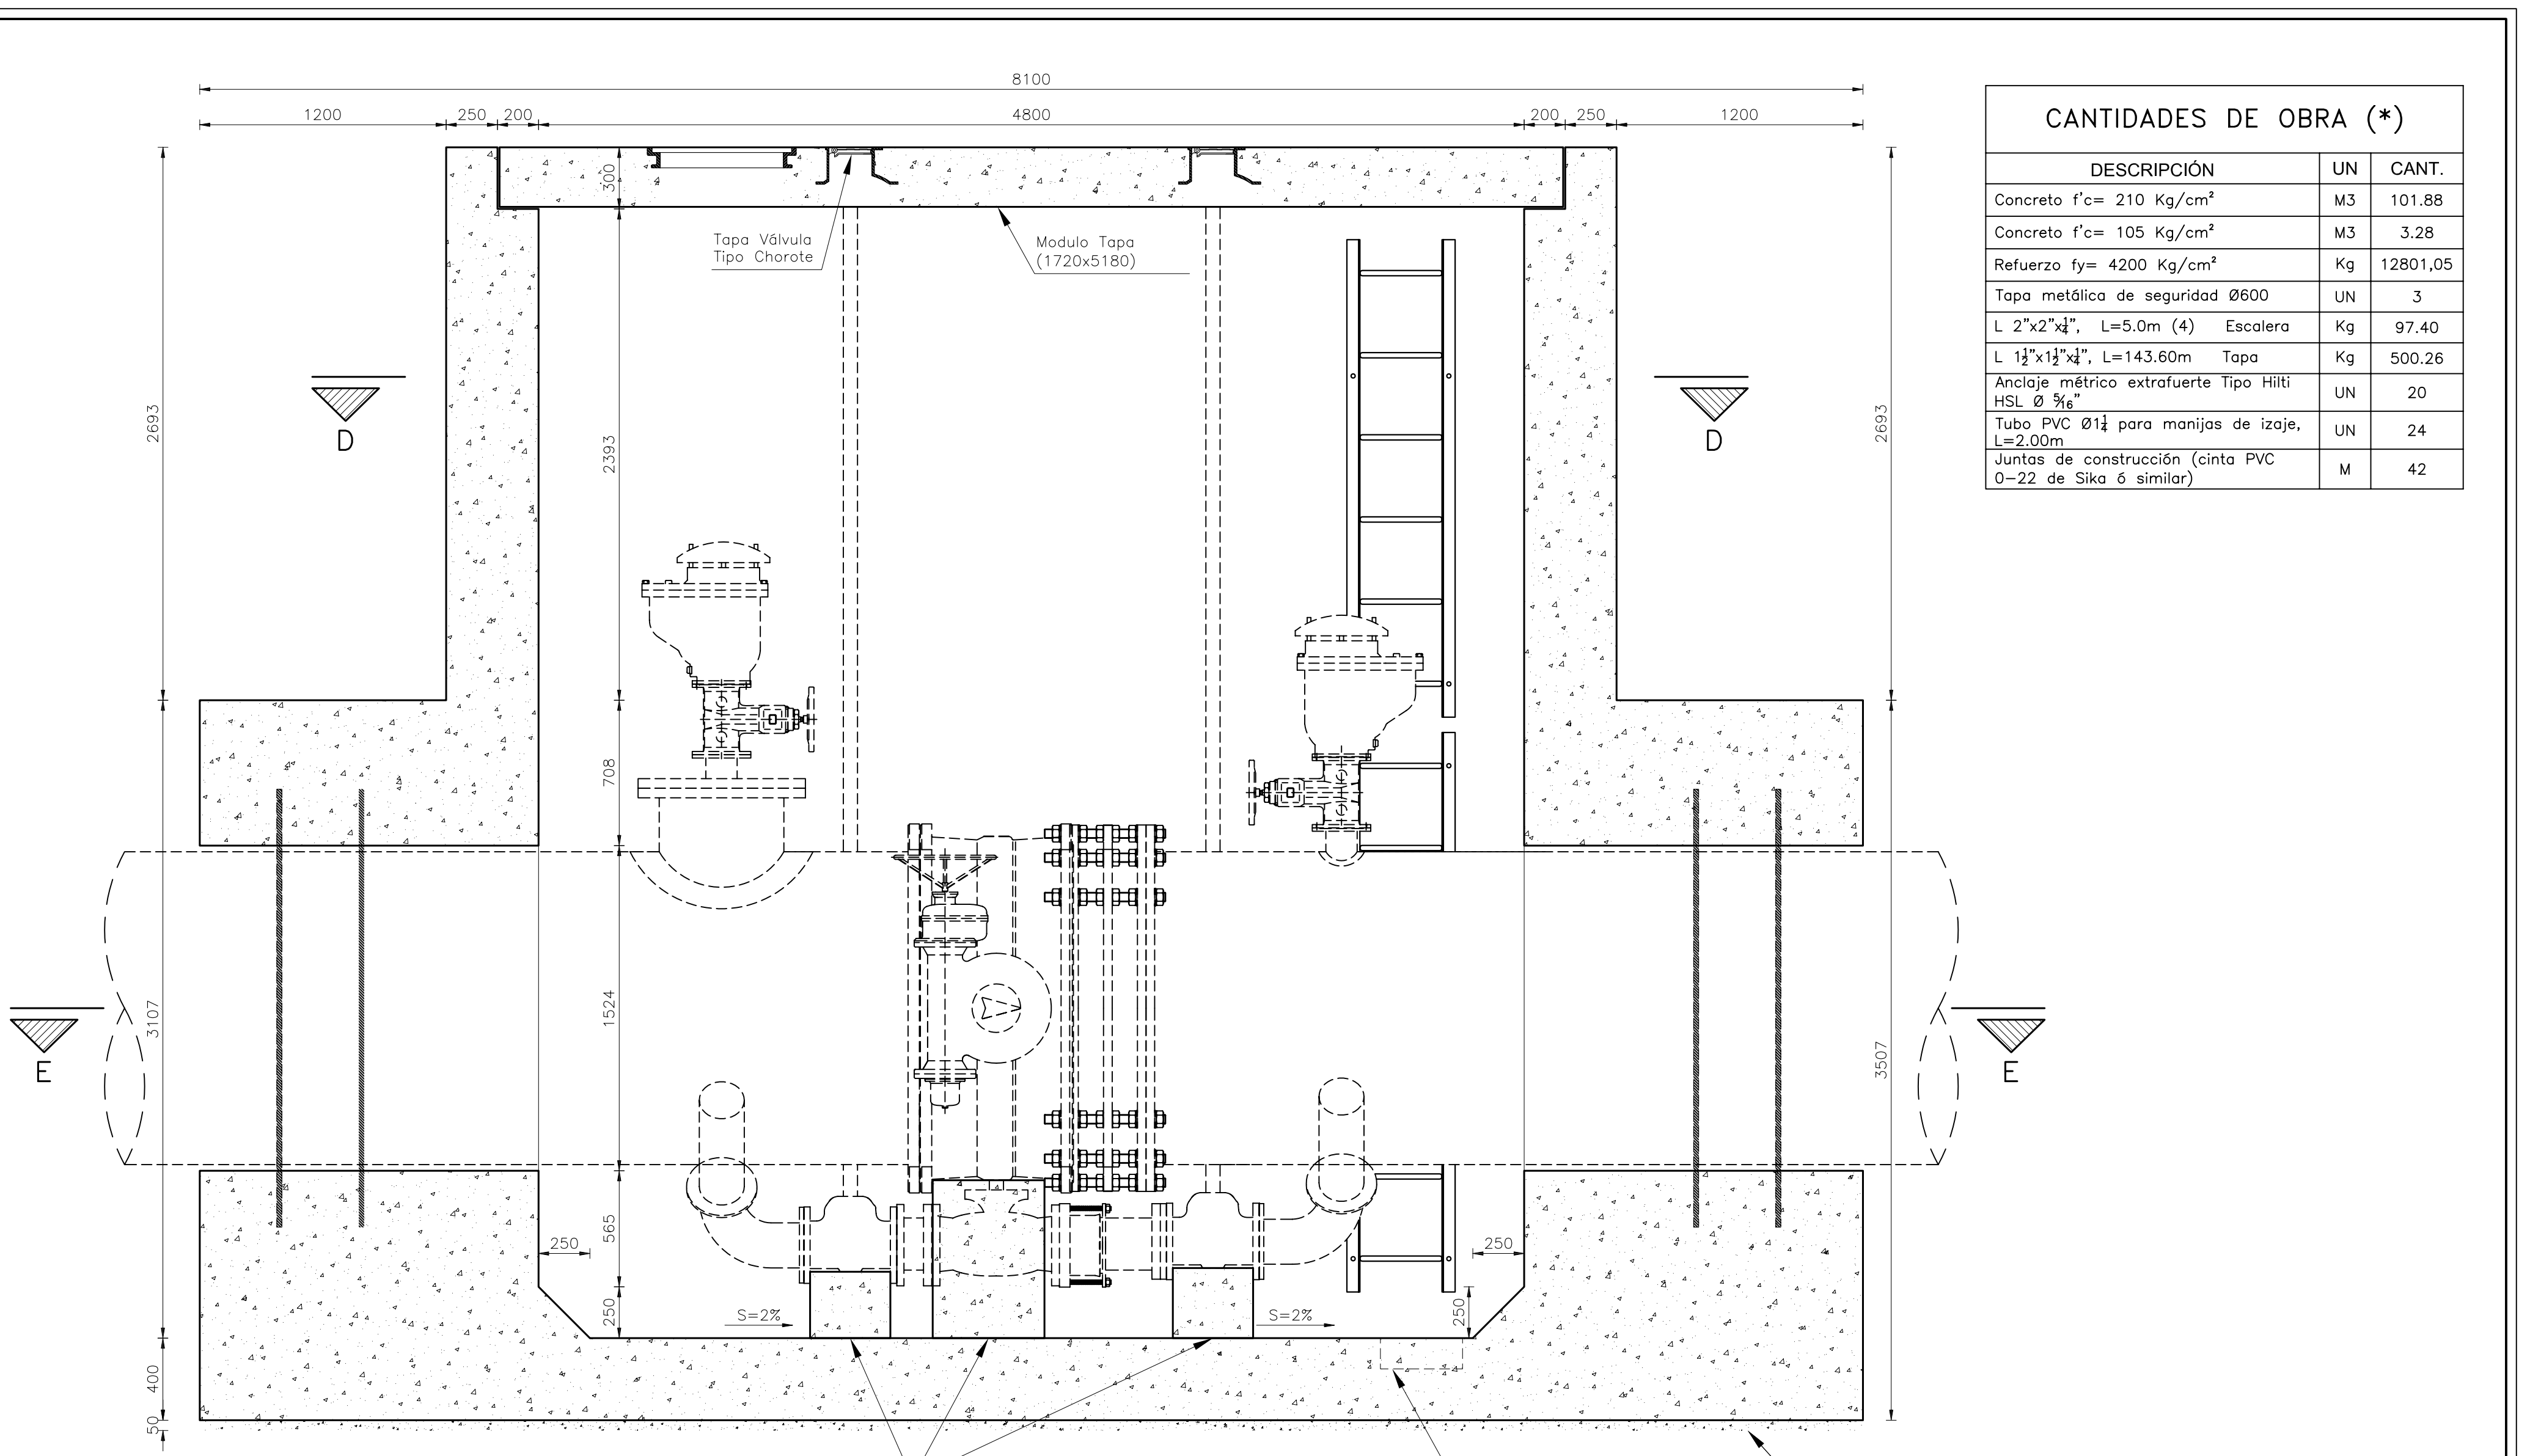 8100
1200 250 200 4800 200 250 1200
300
Tapa Válvula
Tipo Chorote
Modulo Tapa
(1720x5180)
2693
D
2393
D
2693
708
3107
1524
E
3507
E
565
250
250
250
S=2%
S=2%
250
400
50
CANTIDADES DE OBRA (*)
DESCRIPCIÓN UN CANT.
Concreto f'c= 210 Kg/cm² M3 101.88
Concreto f'c= 105 Kg/cm² M3 3.28
Refuerzo fy= 4200 Kg/cm² Kg 12801,05
Tapa metálica de seguridad Ø600 UN 3
L 2"x2"x¼", L=5.0m (4) Escalera Kg 97.40
L 1½"x1½"x¼", L=143.60m Tapa Kg 500.26
Anclaje métrico extrafuerte Tipo Hilti
HSL Ø 5⁄16" UN 20
Tubo PVC Ø1¼ para manijas de izaje,
L=2.00m UN 24
Juntas de construcción (cinta PVC
O-22 de Sika ó similar) M 42